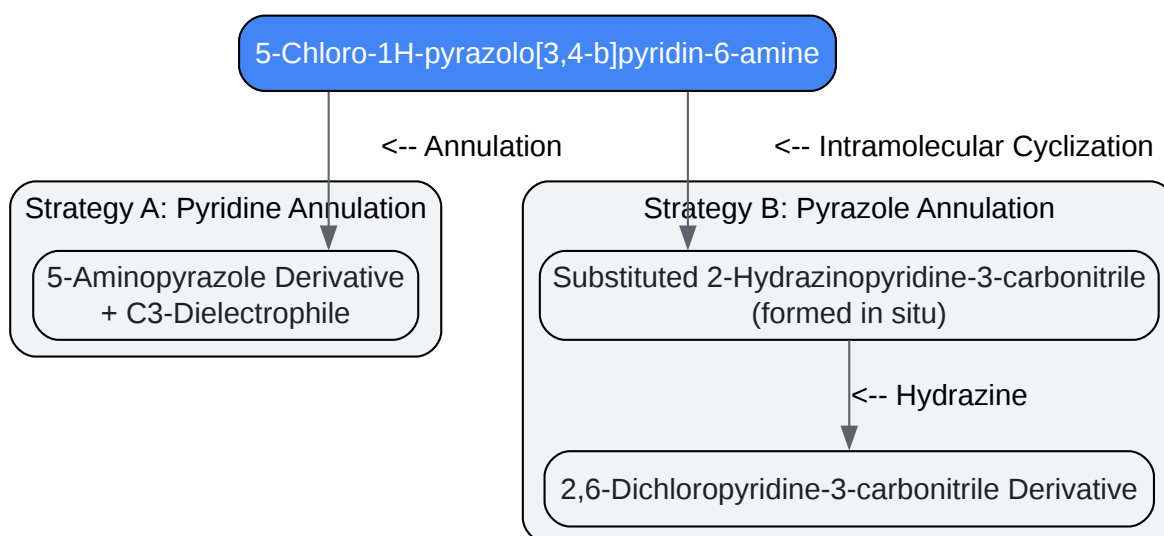 5-Chloro-1H-pyrazolo[3,4-b]pyridin-6-amine
<-- Annulation
<-- Intramolecular Cyclization
Strategy A: Pyridine Annulation
5-Aminopyrazole Derivative
+ C3-Dielectrophile
Strategy B: Pyrazole Annulation
Substituted 2-Hydrazinopyridine-3-carbonitrile
(formed in situ)
<-- Hydrazine
2,6-Dichloropyridine-3-carbonitrile Derivative